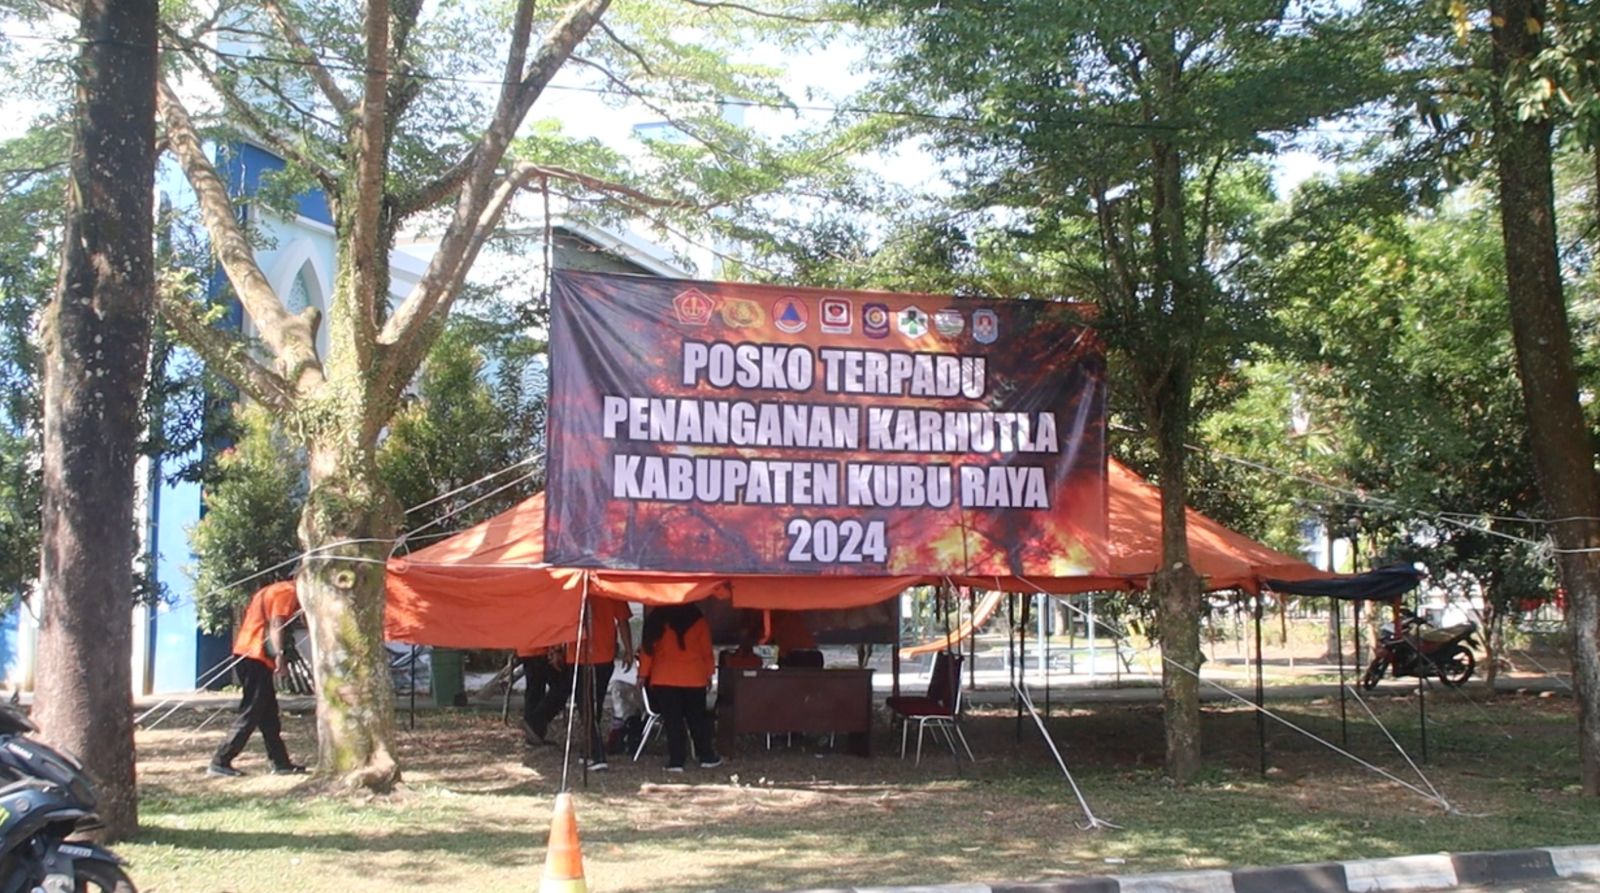 POSKO TERPADU
PENANGANAN KARHUTLA
KABUPATEN KUBU RAYA
2024